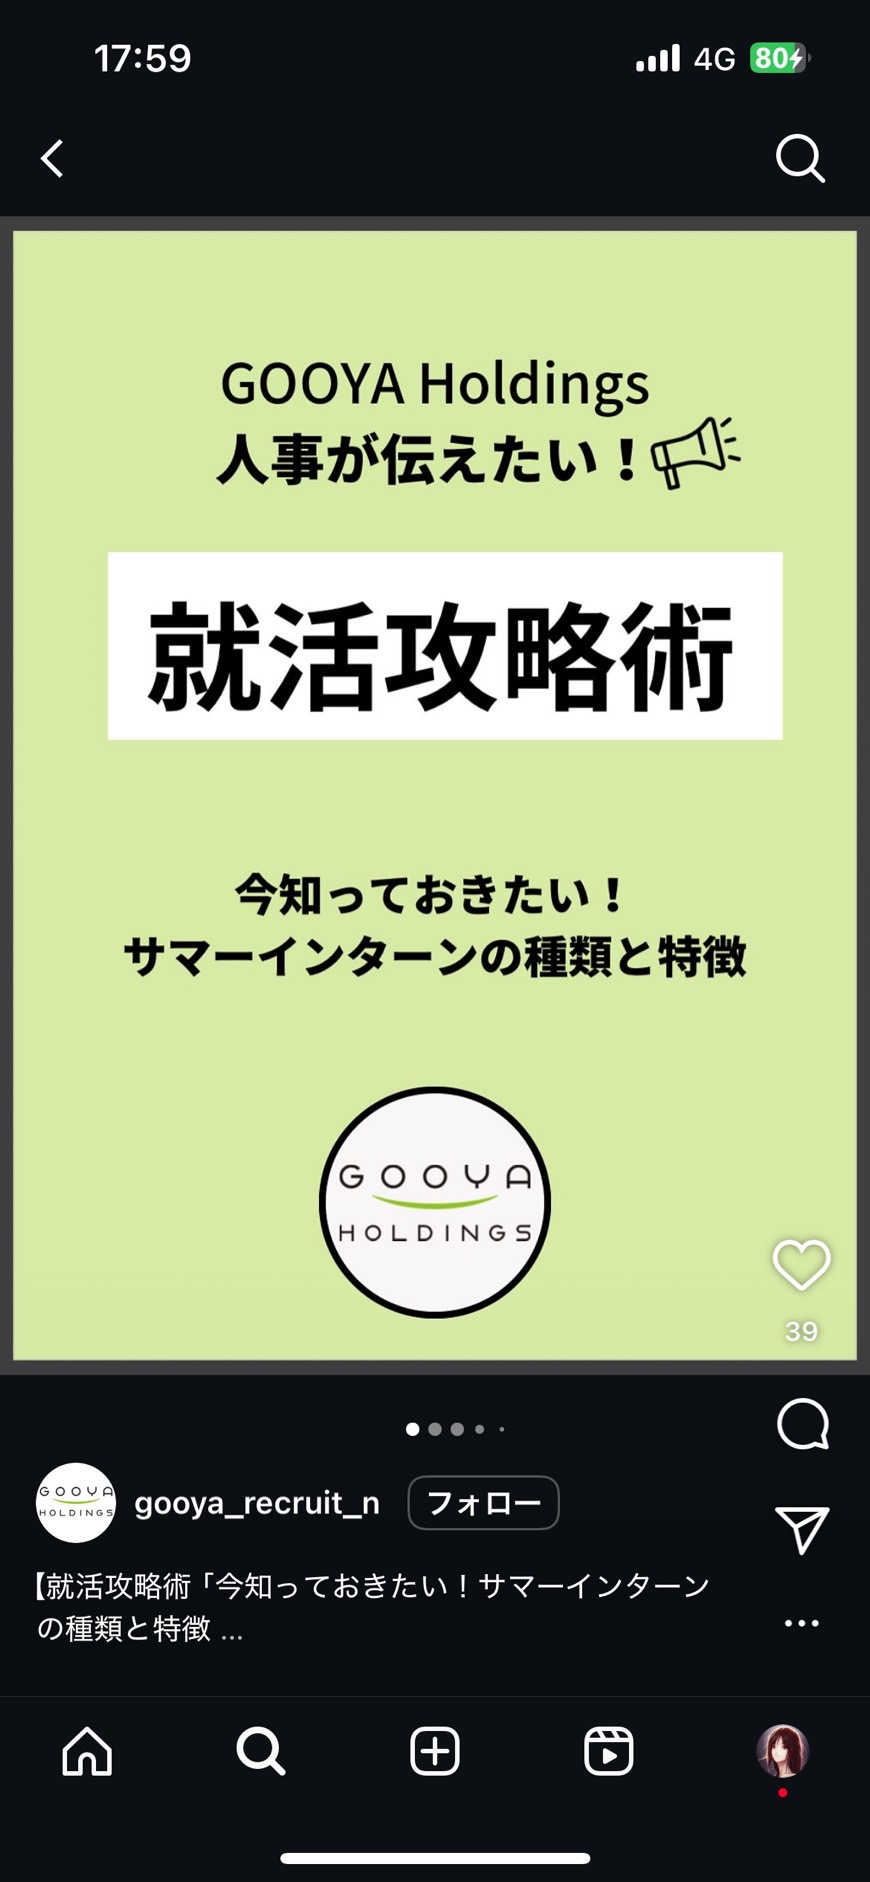 17:59
4G
80
GOOYA Holdings
人事が伝えたい！
就活攻略術
今知っておきたい！
サマーインターンの種類と特徴
GOOYA
HOLDINGS
39
GOOYA
HOLDINGS
gooya_recruit_n
フォロー
【就活攻略術「今知っておきたい！サマーインターン
の種類と特徴 ...